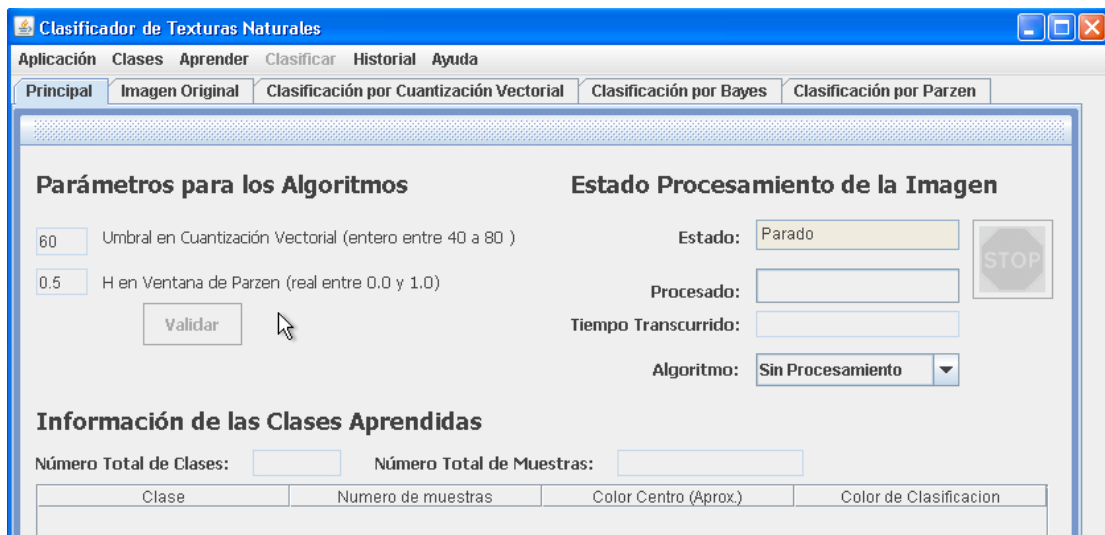 Clasificador de Texturas Naturales
Aplicación Clases Aprender Clasificar Historial Ayuda
Principal Imagen Original Clasificación por Cuantización Vectorial Clasificación por Bayes Clasificación por Parzen
Parámetros para los Algoritmos
60 Umbral en Cuantización Vectorial (entero entre 40 a 80 )
0.5 H en Ventana de Parzen (real entre 0.0 y 1.0)
Validar
Estado Procesamiento de la Imagen
Estado: Parado
STOP
Procesado:
Tiempo Transcurrido:
Algoritmo: Sin Procesamiento
Información de las Clases Aprendidas
Número Total de Clases: Número Total de Muestras:
Clase Numero de muestras Color Centro (Aprox.) Color de Clasificacion